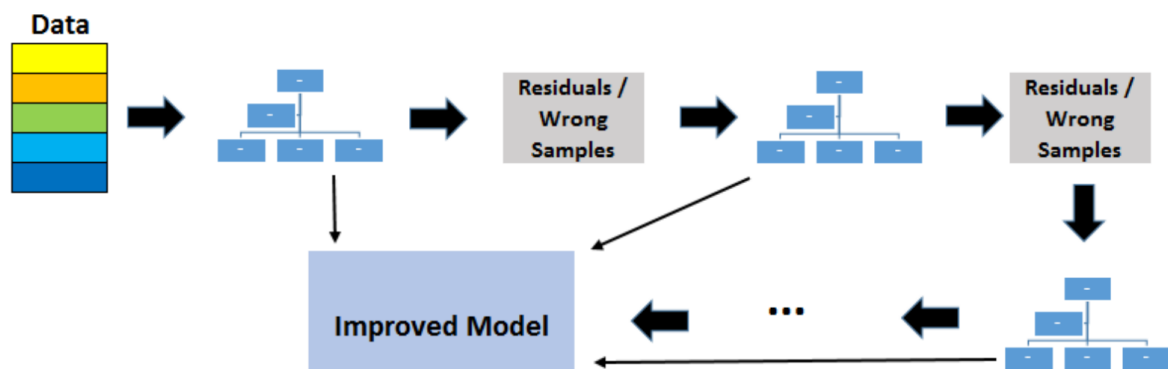 Data
-
-
- - -
Residuals /
Wrong
Samples
-
-
- - -
Residuals /
Wrong
Samples
Improved Model
...
-
-
- - -